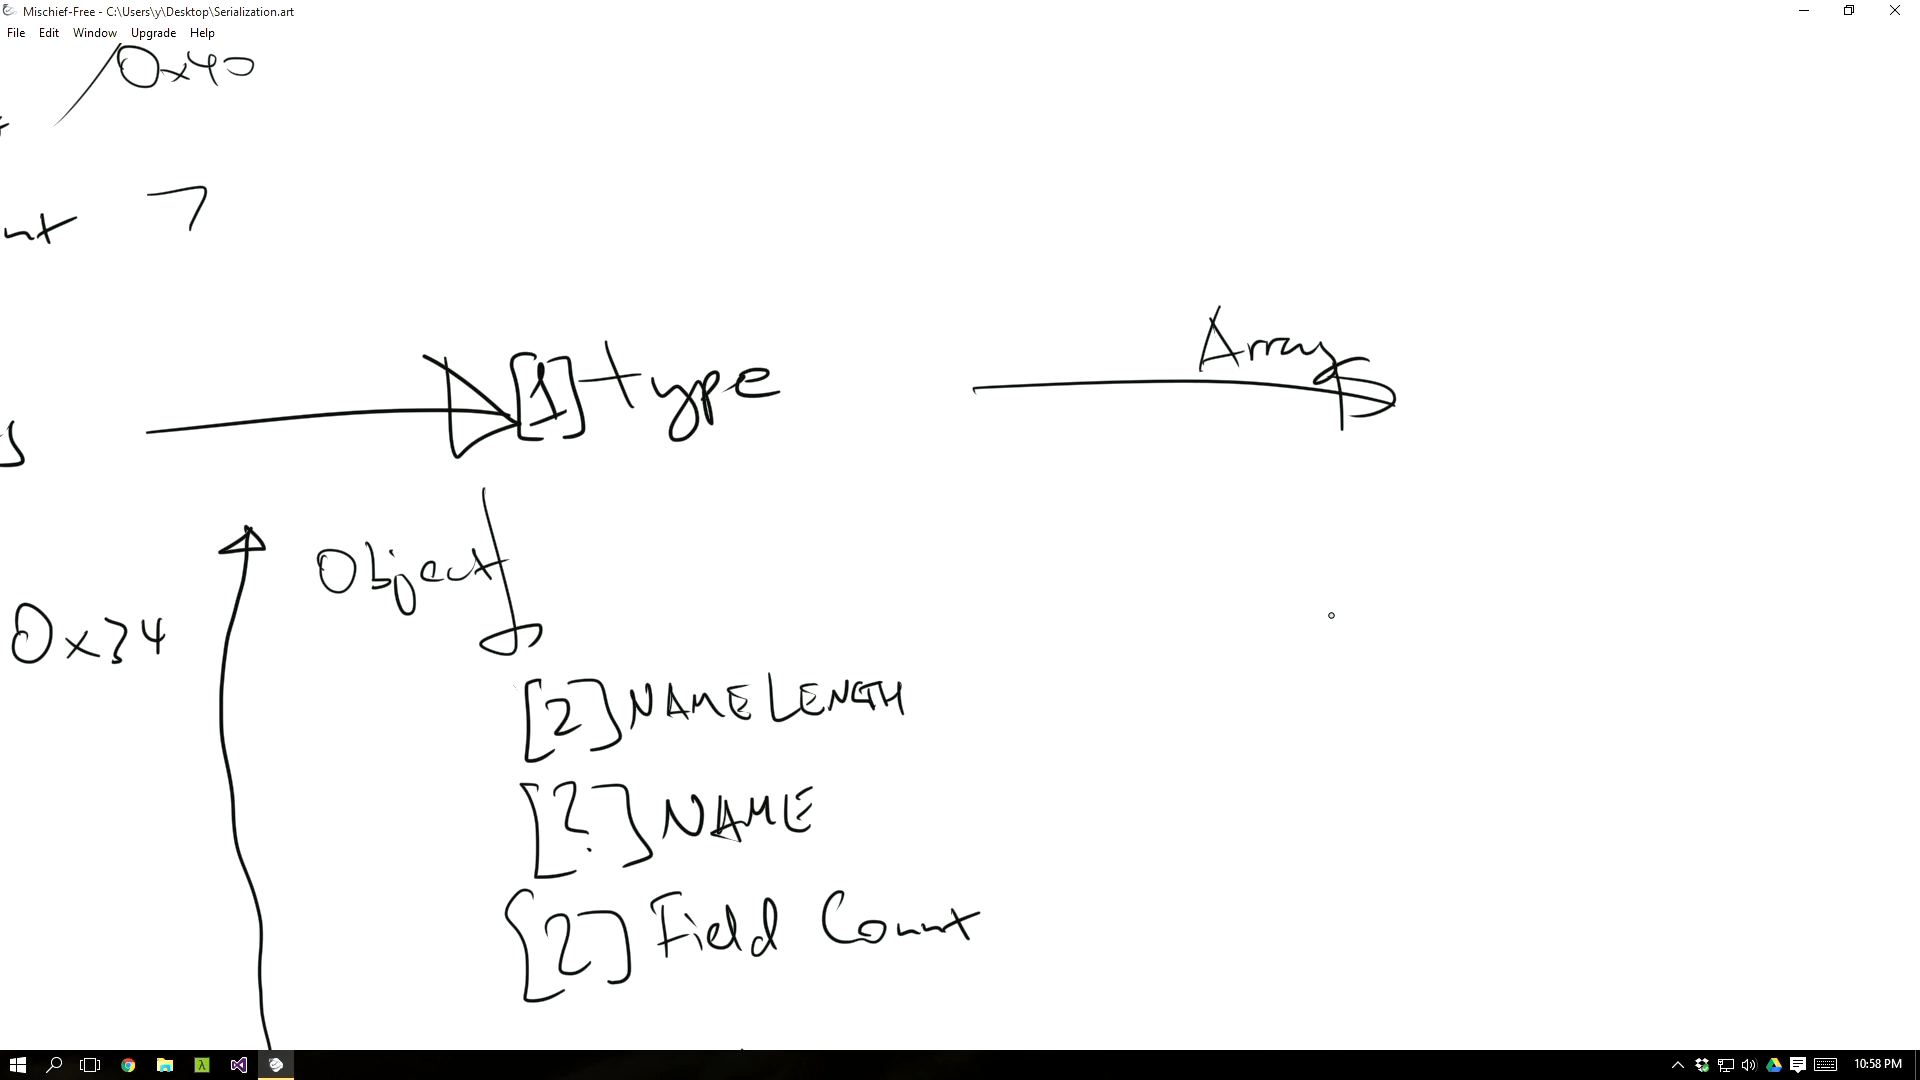 Mischief-Free - C:\Users\y\Desktop\Serialization.art
File Edit Window Upgrade Help
0x40
nt 7
Array
[1] type
s
Object
0x34
[2] NAME LENGTH
[?] NAME
[2] Field Count
10:58 PM